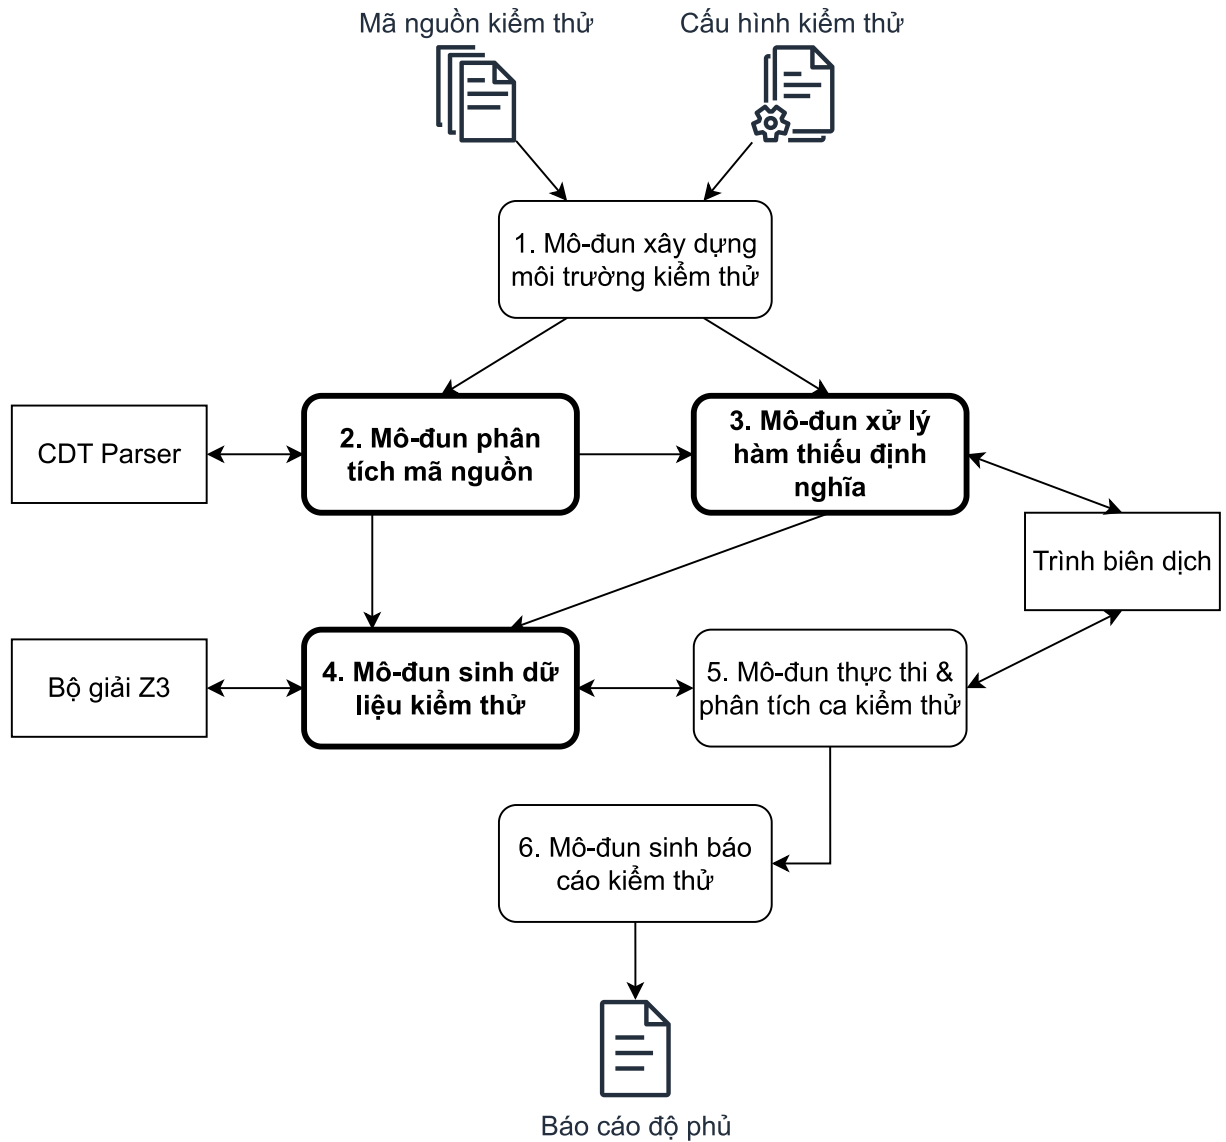 Mã nguồn kiểm thử
Cấu hình kiểm thử
1. Mô-đun xây dựng
môi trường kiểm thử
CDT Parser
2. Mô-đun phân
tích mã nguồn
3. Mô-đun xử lý
hàm thiếu định
nghĩa
Trình biên dịch
Bộ giải Z3
4. Mô-đun sinh dữ
liệu kiểm thử
5. Mô-đun thực thi &
phân tích ca kiểm thử
6. Mô-đun sinh báo
cáo kiểm thử
Báo cáo độ phủ